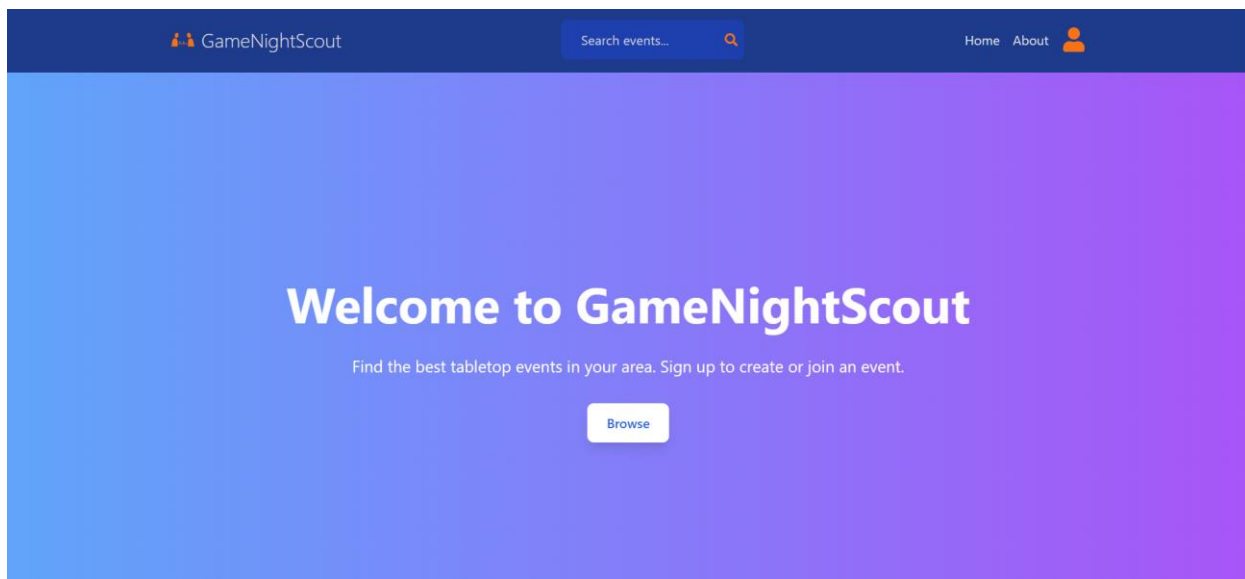 GameNightScout
Search events...
Home About
Welcome to GameNightScout
Find the best tabletop events in your area. Sign up to create or join an event.
Browse